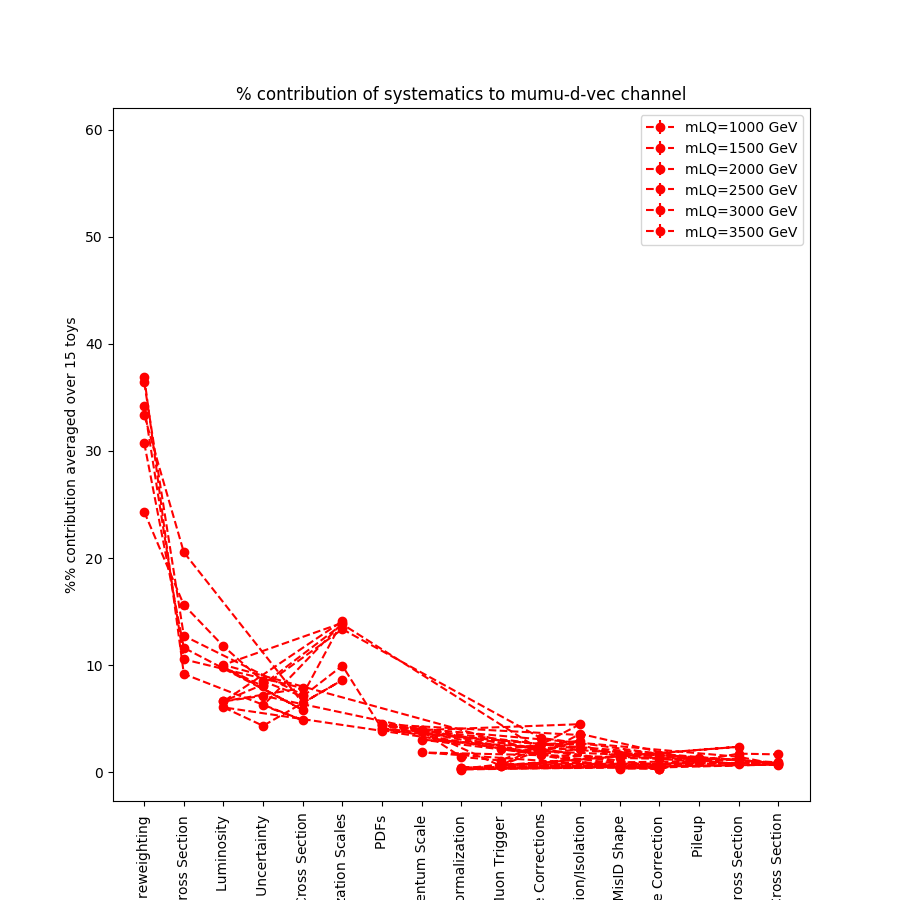 % contribution of systematics to mumu-d-vec channel
mLQ=1000 GeV
mLQ=1500 GeV
mLQ=2000 GeV
mLQ=2500 GeV
mLQ=3000 GeV
mLQ=3500 GeV
%% contribution averaged over 15 toys
60
50
40
30
20
10
0
reweighting
ross Section
Luminosity
Uncertainty
ross Section
zation Scales
PDFs
entum Scale
ormalization
uon Trigger
e Corrections
ion/Isolation
MisID Shape
e Correction
Pileup
ross Section
ross Section